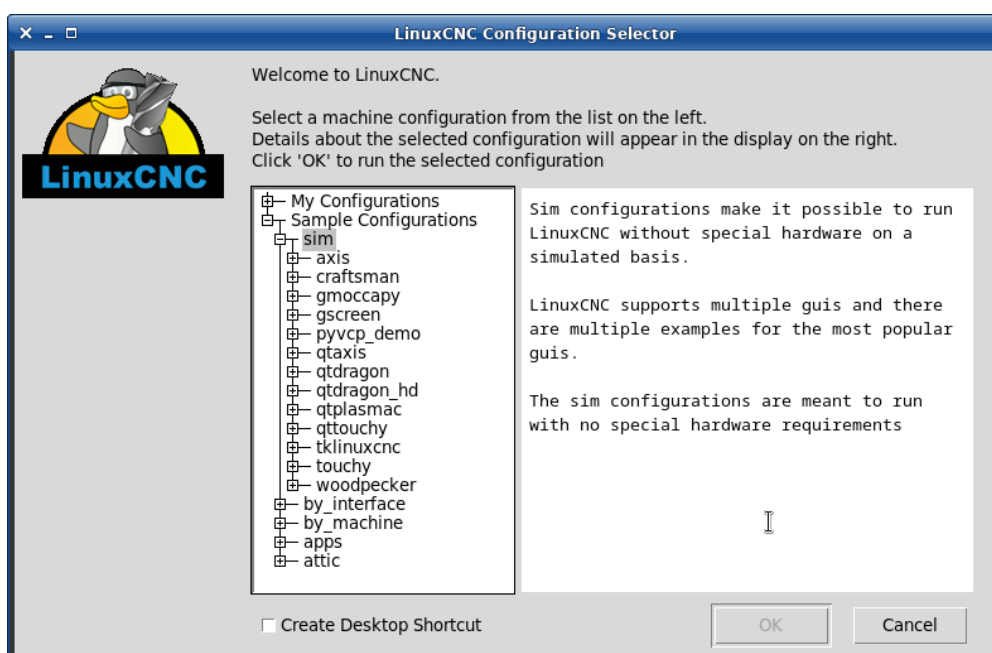 LinuxCNC Configuration Selector
LinuxCNC
Welcome to LinuxCNC.
Select a machine configuration from the list on the left.
Details about the selected configuration will appear in the display on the right.
Click 'OK' to run the selected configuration
My Configurations
Sample Configurations
sim
axis
craftsman
gmoccapy
gscreen
pyvcp_demo
qtaxis
qtdragon
qtdragon_hd
qtplasmac
qttouchy
tklinuxcnc
touchy
woodpecker
by_interface
by_machine
apps
attic
Sim configurations make it possible to run
LinuxCNC without special hardware on a
simulated basis.
LinuxCNC supports multiple guis and there
are multiple examples for the most popular
guis.
The sim configurations are meant to run
with no special hardware requirements
Create Desktop Shortcut
OK
Cancel